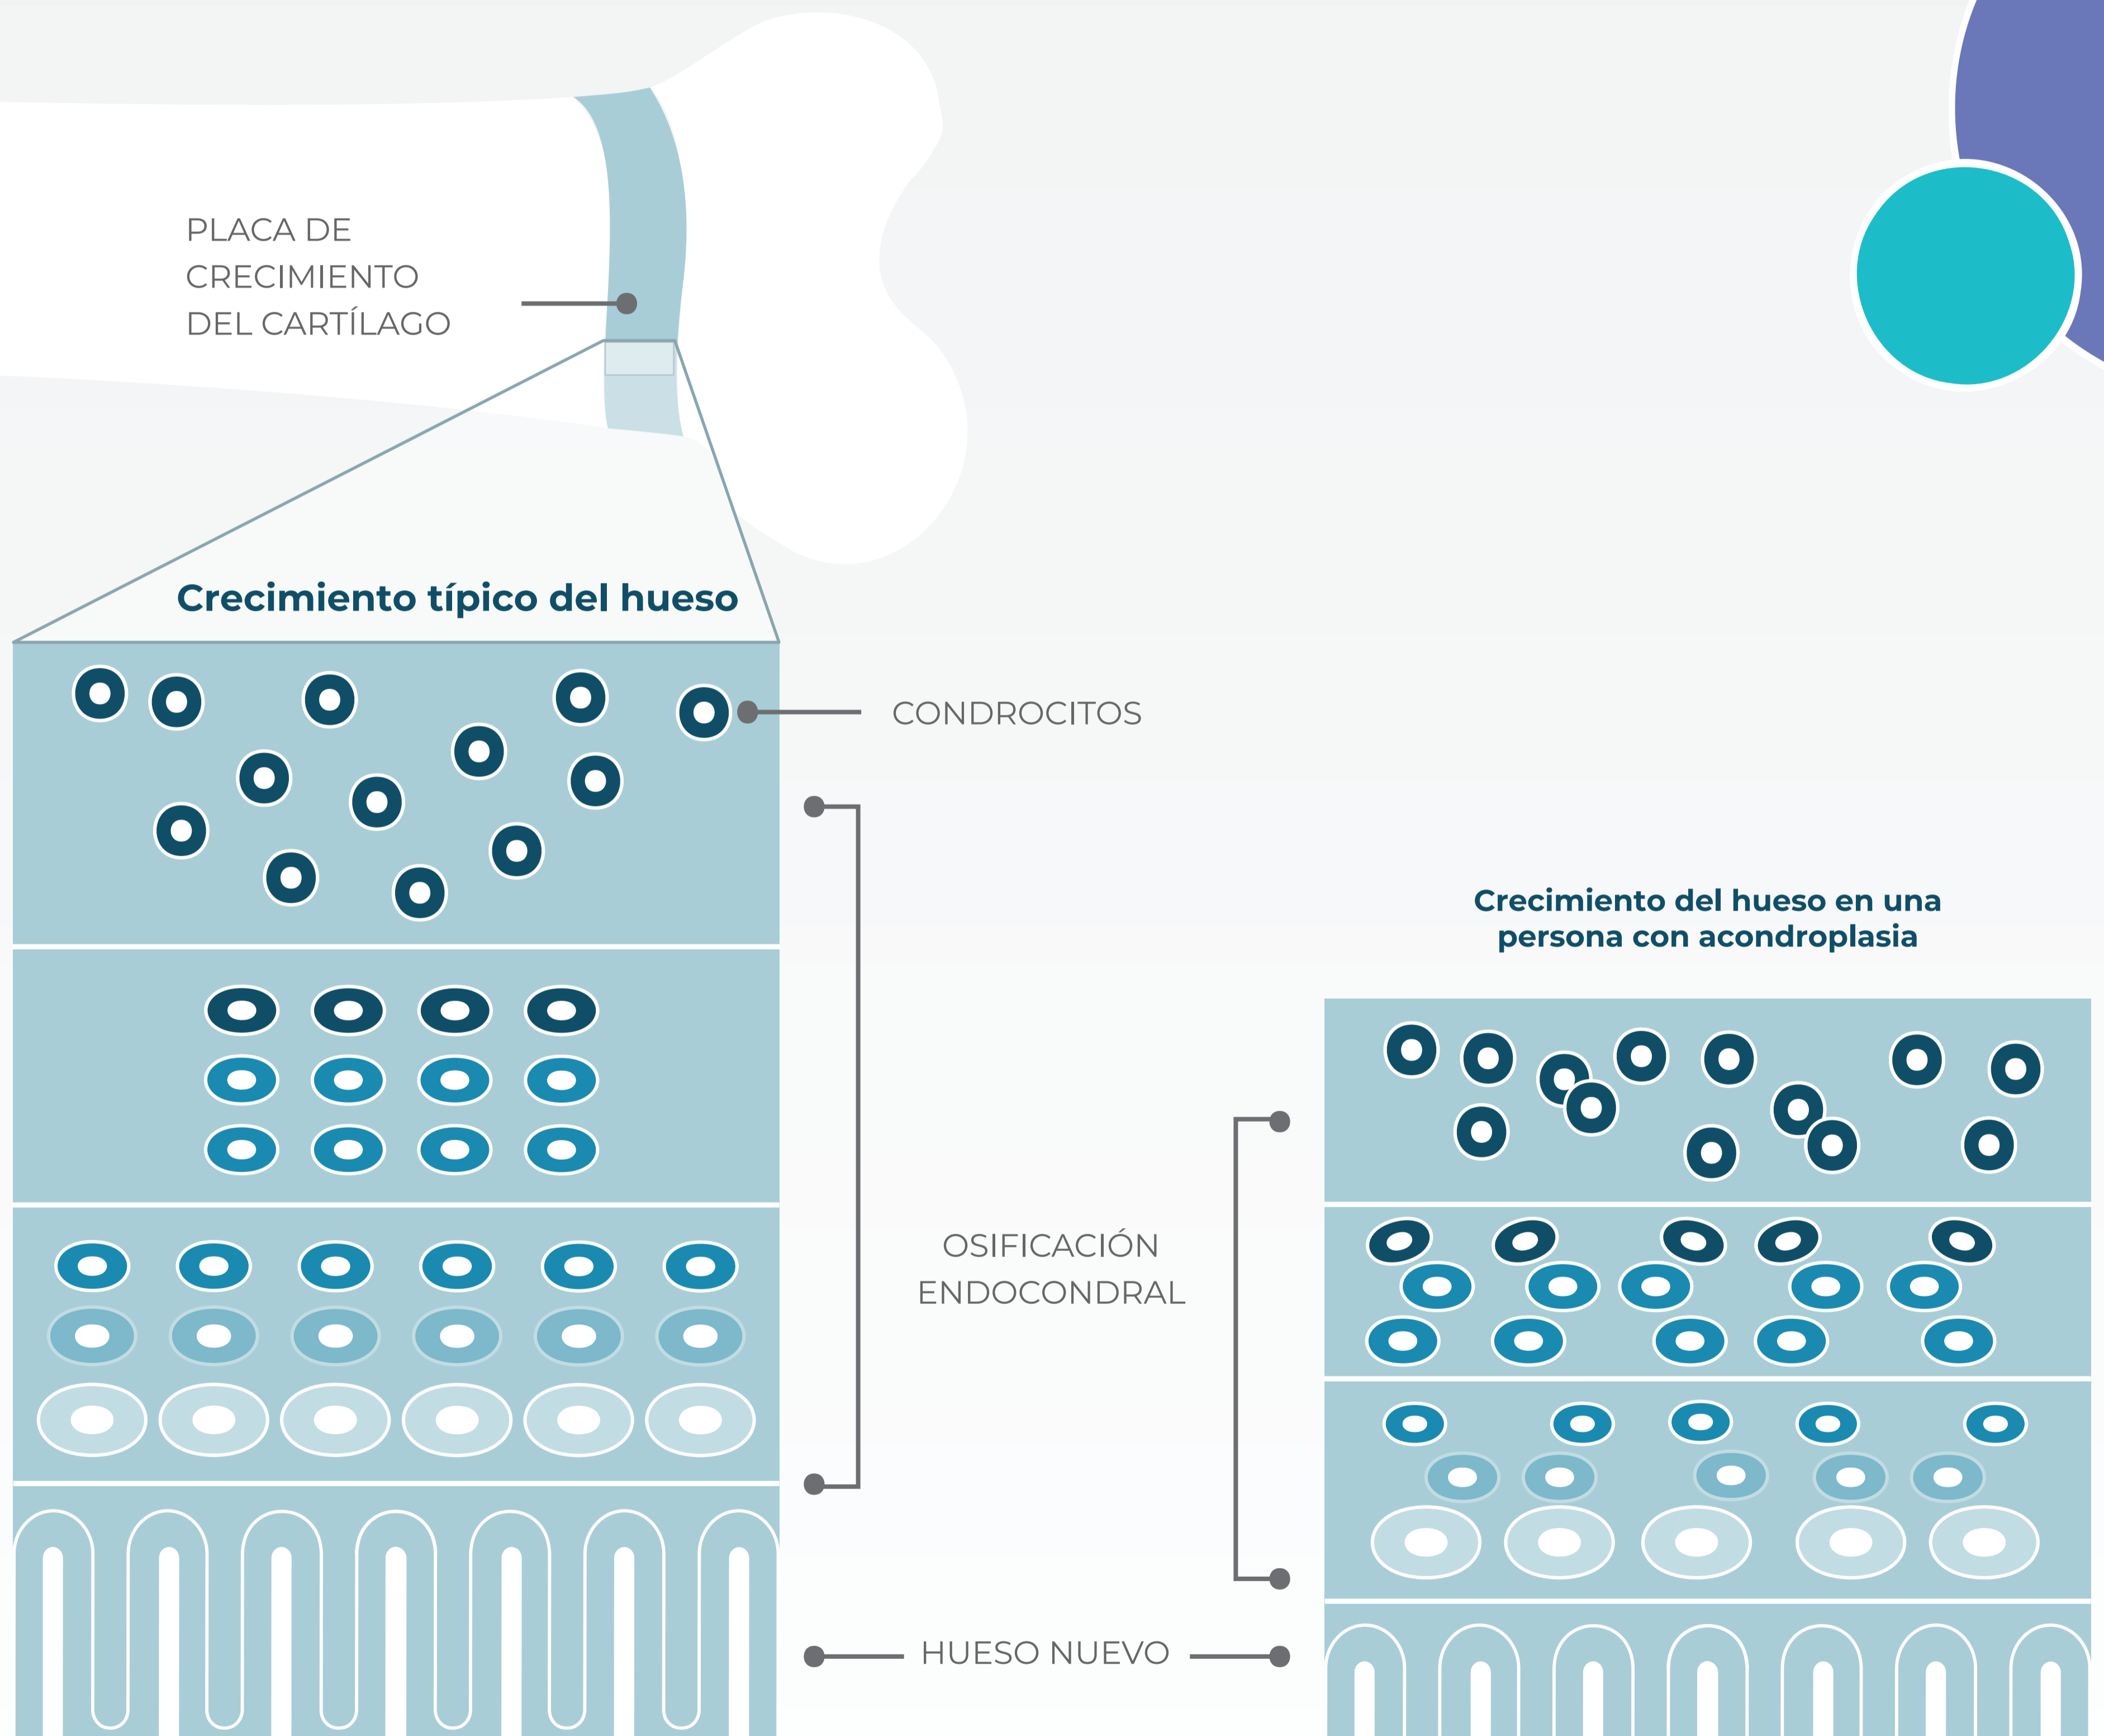 PLACA DE
CRECIMIENTO
DEL CARTÍLAGO
Crecimiento típico del hueso
CONDROCITOS
Crecimiento del hueso en una
persona con acondroplasia
OSIFICACIÓN
ENDOCONDRAL
HUESO NUEVO